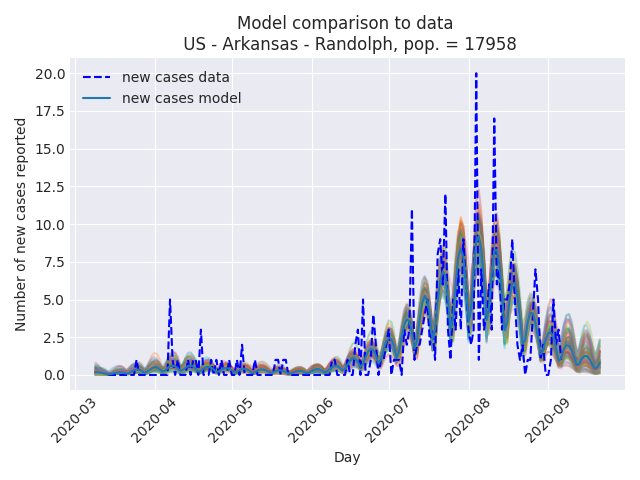 Model comparison to data
US - Arkansas - Randolph, pop. = 17958
new cases data
new cases model
Number of new cases reported
20.0
17.5
15.0
12.5
10.0
7.5
5.0
2.5
0.0
2020-03
2020-04
2020-05
2020-06
2020-07
2020-08
2020-09
Day